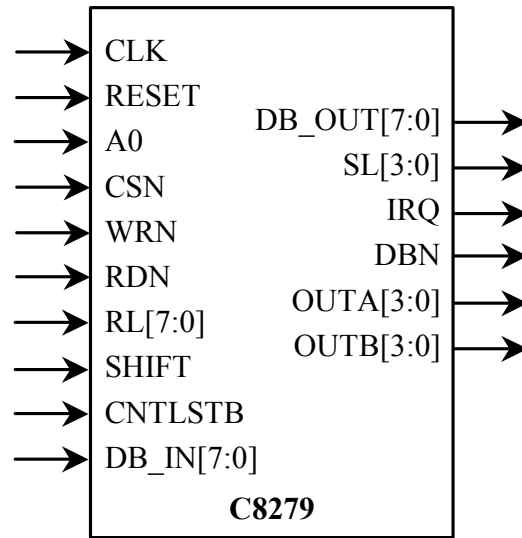 CLK
RESET
A0
CSN
WRN
RDN
RL[7:0]
SHIFT
CNTLSTB
DB_IN[7:0]
DB_OUT[7:0]
SL[3:0]
IRQ
DBN
OUTA[3:0]
OUTB[3:0]
C8279